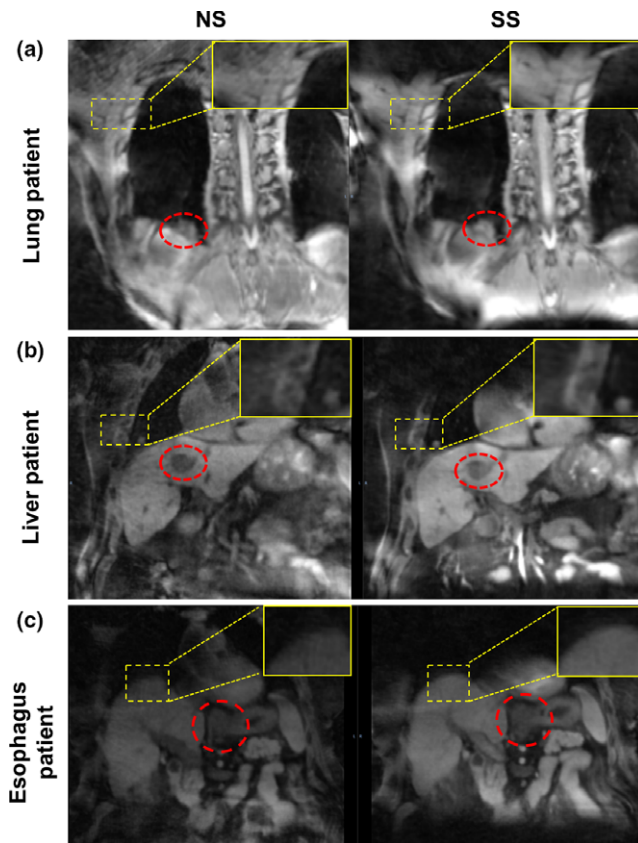 NS
SS
(a)
Lung patient
(b)
Liver patient
(c)
Esophagus
patient